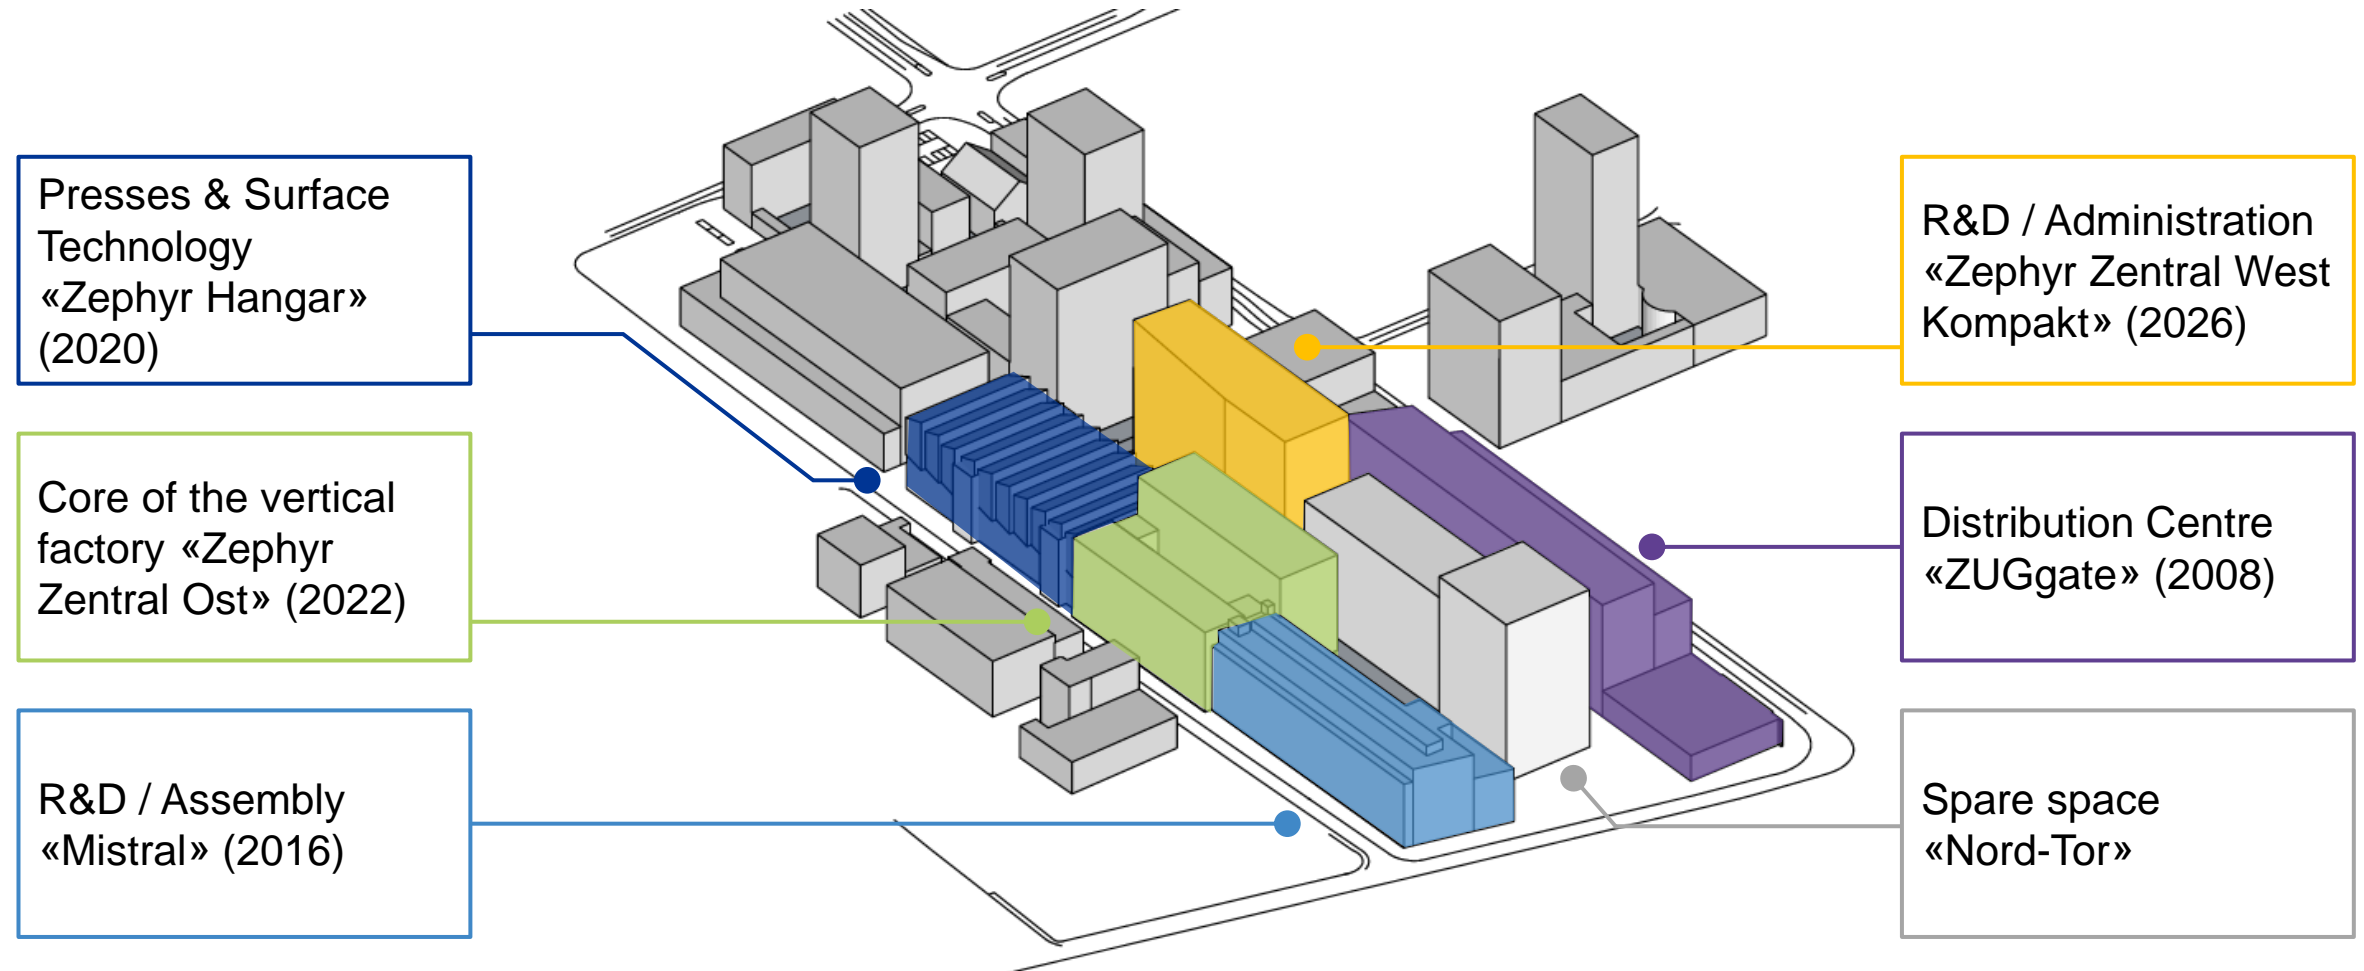 Presses & Surface
Technology
«Zephyr Hangar»
(2020)
Core of the vertical
factory «Zephyr
Zentral Ost» (2022)
R&D / Assembly
«Mistral» (2016)
R&D / Administration
«Zephyr Zentral West
Kompakt» (2026)
Distribution Centre
«ZUGgate» (2008)
Spare space
«Nord-Tor»